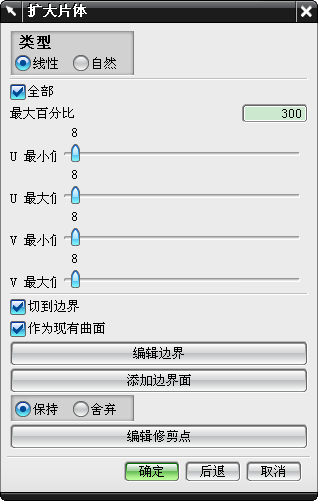 扩大片体
类型
线性 自然
全部
最大百分比 300
8
U 最小值
8
U 最大值
8
V 最小值
8
V 最大值
切到边界
作为现有曲面
编辑边界
添加边界面
保持 舍弃
编辑修剪点
确定 后退 取消